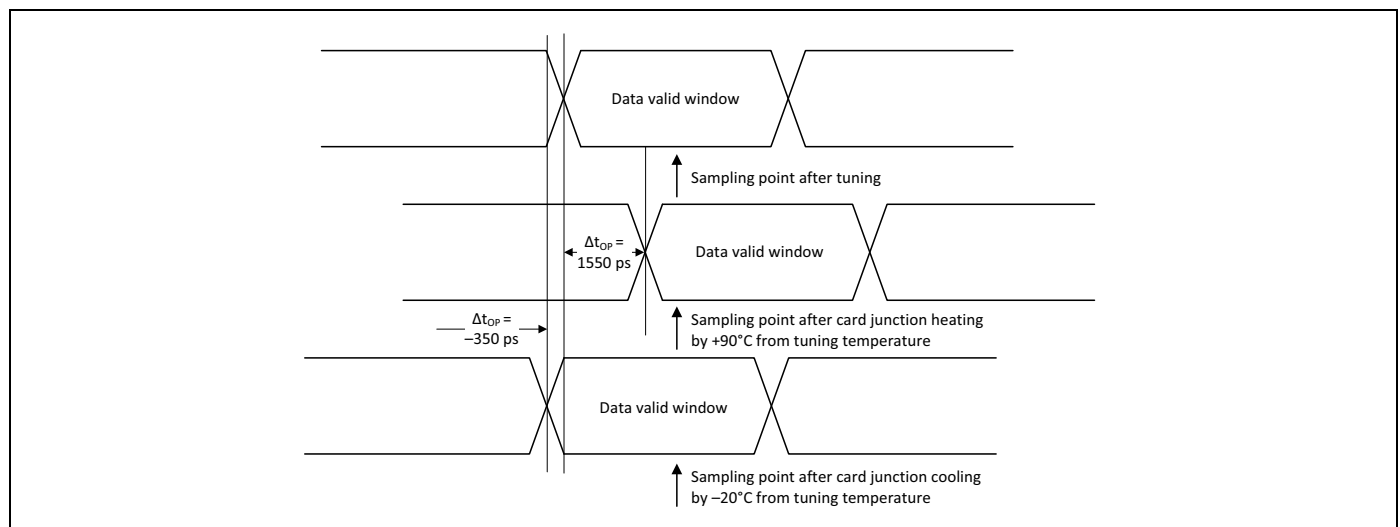 Data valid window
Sampling point after tuning
Δt_OP =
1550 ps
Data valid window
Δt_OP =
–350 ps
Sampling point after card junction heating
by +90°C from tuning temperature
Data valid window
Sampling point after card junction cooling
by –20°C from tuning temperature